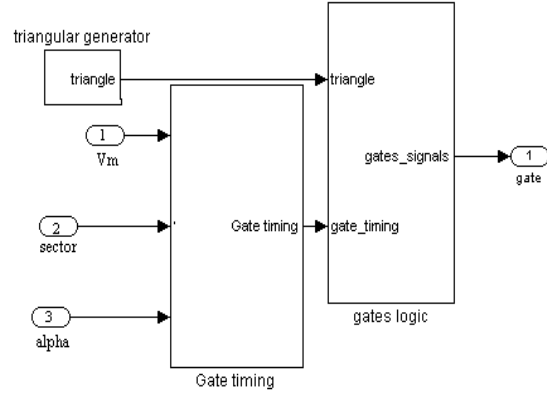 triangular generator
triangle
triangle
1
Vm
gates_signals
1
gate
2
sector
Gate timing
gate_timing
3
alpha
gates logic
Gate timing